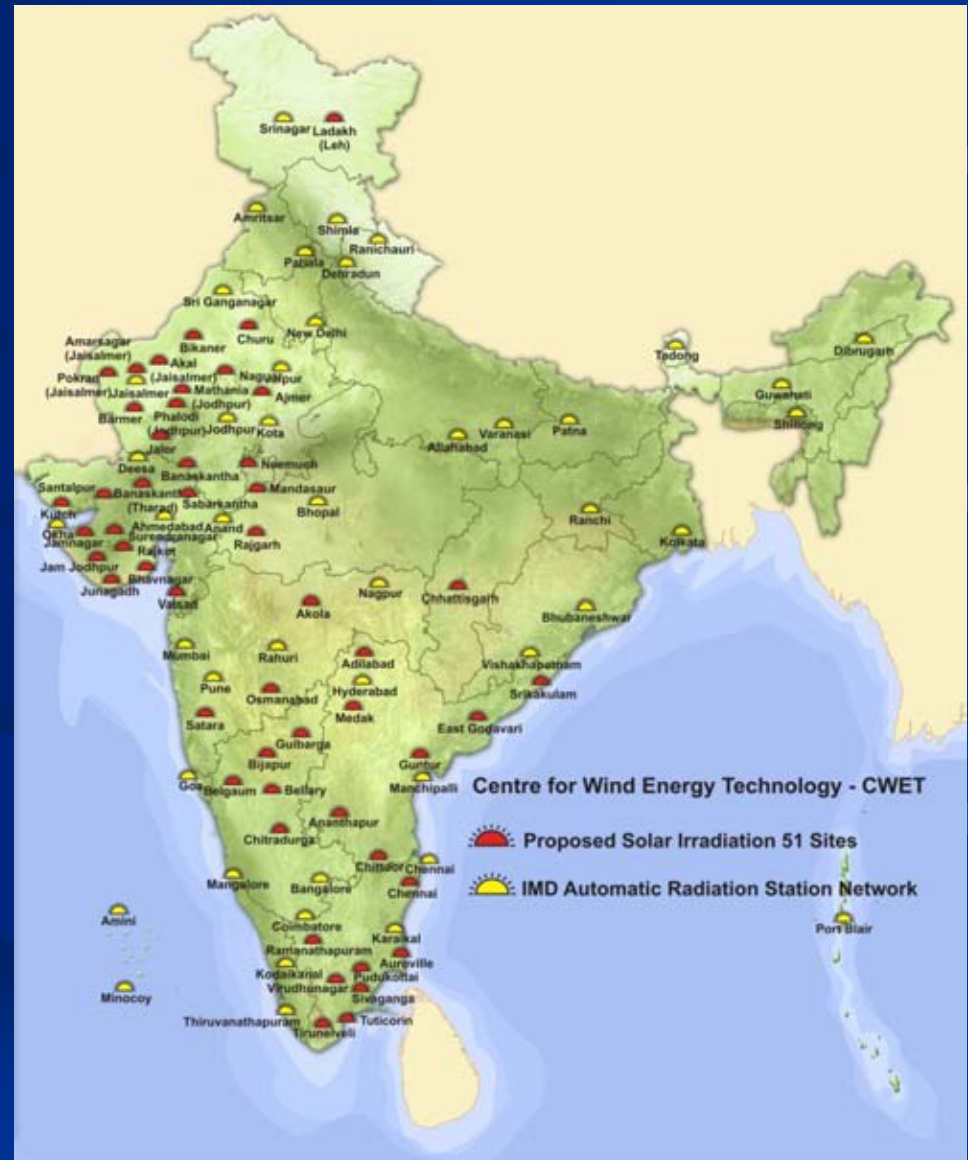 Srinagar
Ladakh
(Leh)
Amritsar
Shimla
Ranichauri
Patiala
Dehradun
Sri Ganganagar
Bikaner
Churu
New Delhi
Tadong
Dibrugarh
Amarsagar
(Jaisalmer)
Akal
(Jaisalmer)
Pokran
(Jaisalmer)
Jaisalmer
Nagaur
Jaipur
Mathania
(Jodhpur)
Ajmer
Guwahati
Shillong
Barmer
Phalodi
(Jodhpur)
Jodhpur
Kota
Allahabad
Varanasi
Patna
Jalor
Deesa
Banaskantha
Neemuch
Santalpur
Banaskantha
(Tharad)
Sabarkantha
Mandasaur
Bhopal
Ranchi
Kolkata
Kutch
Okha
Jamnagar
Ahmedabad
Anand
Surendranagar
Rajgarh
Rajkot
Jam Jodhpur
Bhavnagar
Junagadh
Valsad
Akola
Nagpur
Chhattisgarh
Bhubaneshwar
Mumbai
Rahuri
Adilabad
Vishakhapatnam
Pune
Osmanabad
Hyderabad
Srikakulam
Satara
Medak
East Godavari
Gulbarga
Bijapur
Guntur
Goa
Belgaum
Bellary
Manchipalli
Centre for Wind Energy Technology - CWET
Ananthapur
Chitradurga
Proposed Solar Irradiation 51 Sites
Chittoor
Chennai
Mangalore
Bangalore
Chennai
IMD Automatic Radiation Station Network
Amini
Coimbatore
Karaikal
Port Blair
Ramanathapuram
Auroville
Kodaikanal
Pudukottai
Virudhunagar
Minocoy
Sivaganga
Thiruvanathapuram
Tirunelveli
Tuticorin